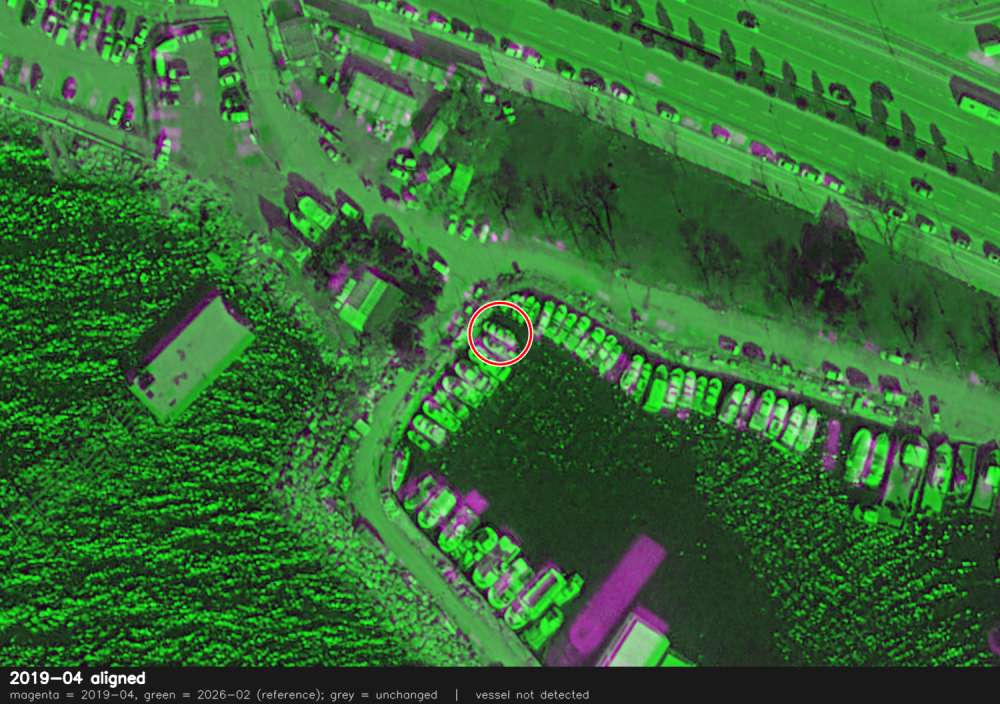 2019-04 aligned
magenta = 2019-04, green = 2026-02 (reference); grey = unchanged | vessel not detected